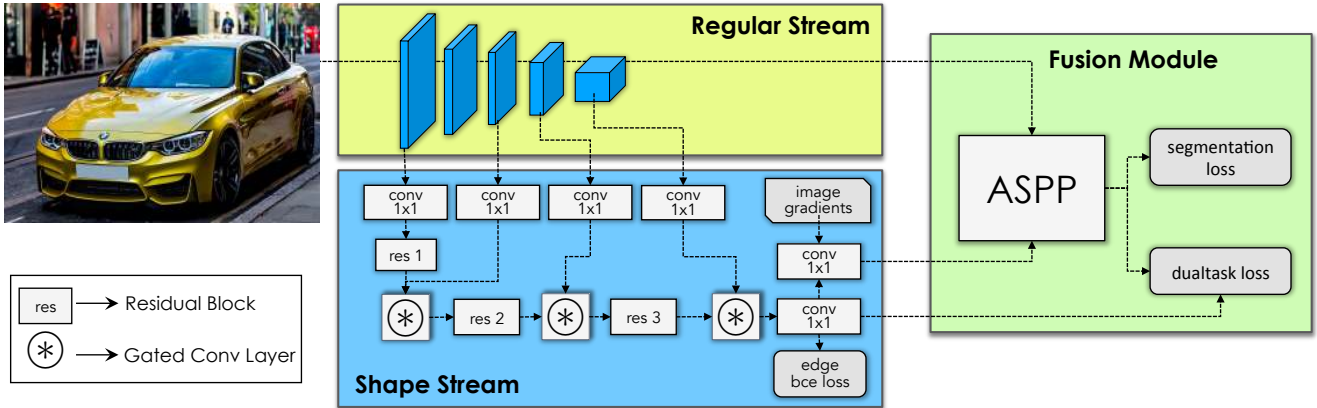 Regular Stream
Fusion Module
ASPP
segmentation
loss
dualtask loss
conv
1x1
conv
1x1
conv
1x1
conv
1x1
image
gradients
res 1
conv
1x1
res 2
res 3
conv
1x1
edge
bce loss
Shape Stream
res
Residual Block
Gated Conv Layer